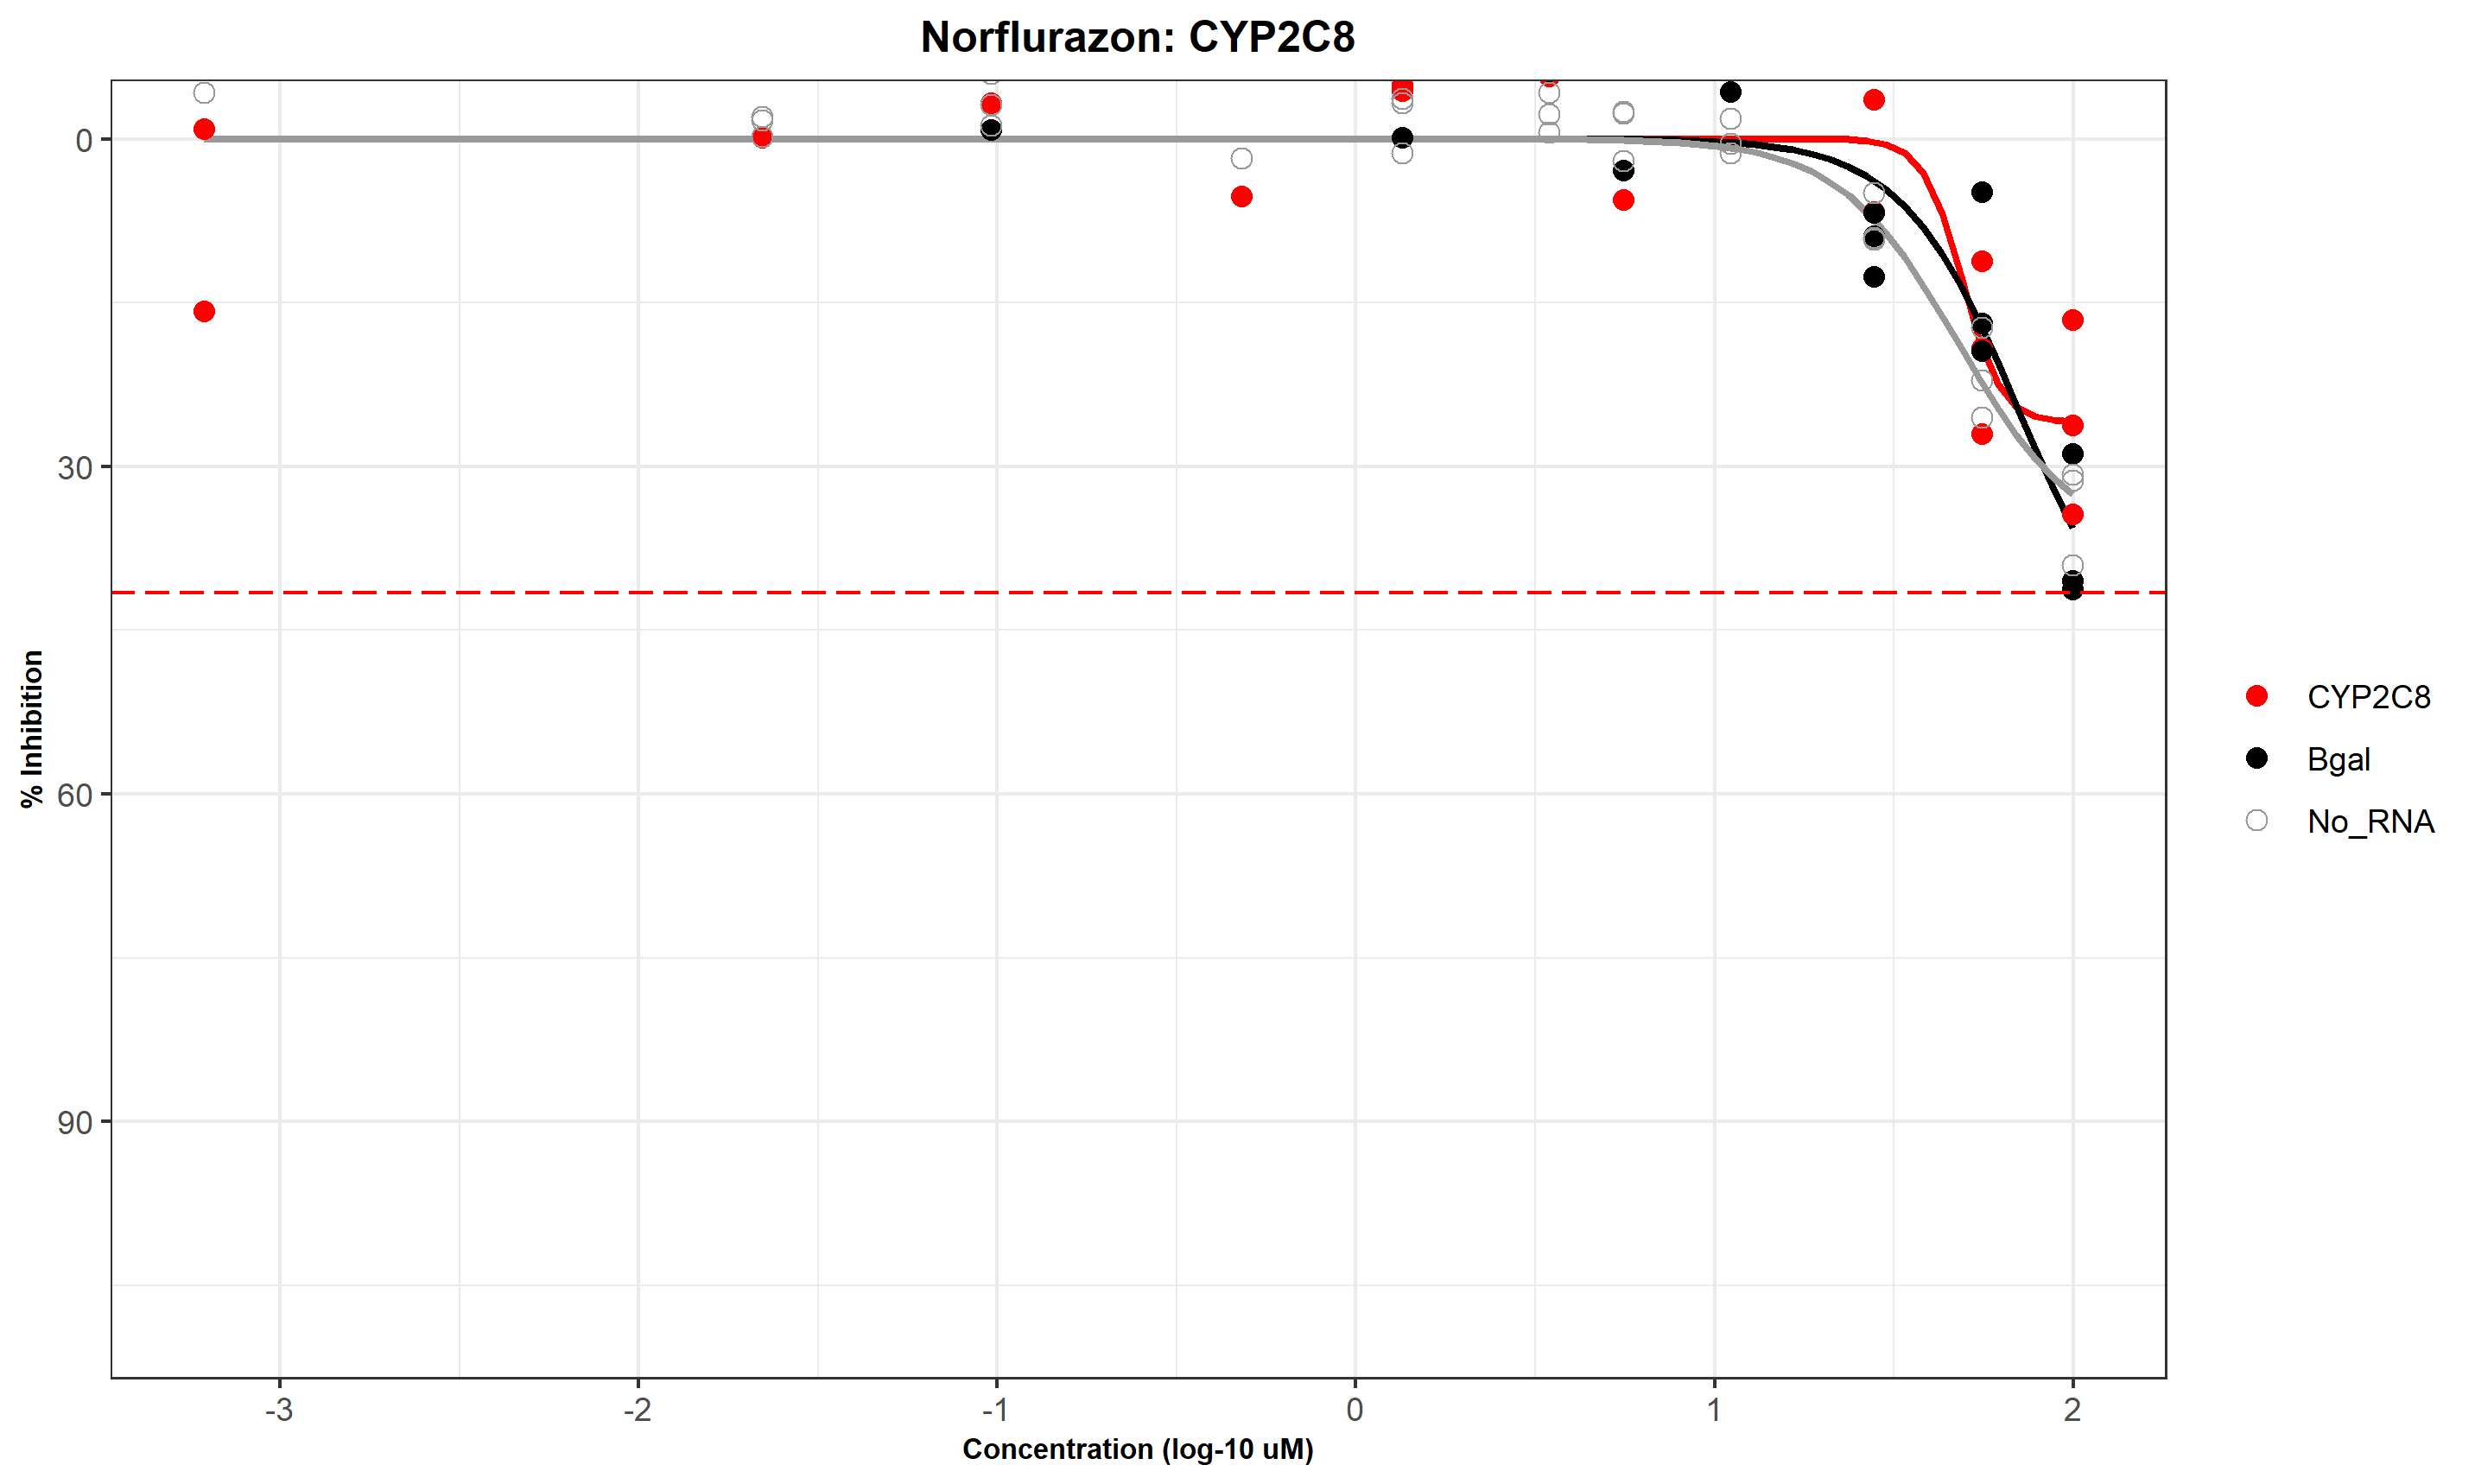 Norflurazon: CYP2C8
0
30
60
90
% Inhibition
-3
-2
-1
0
1
2
Concentration (log-10 uM)
CYP2C8
Bgal
No_RNA